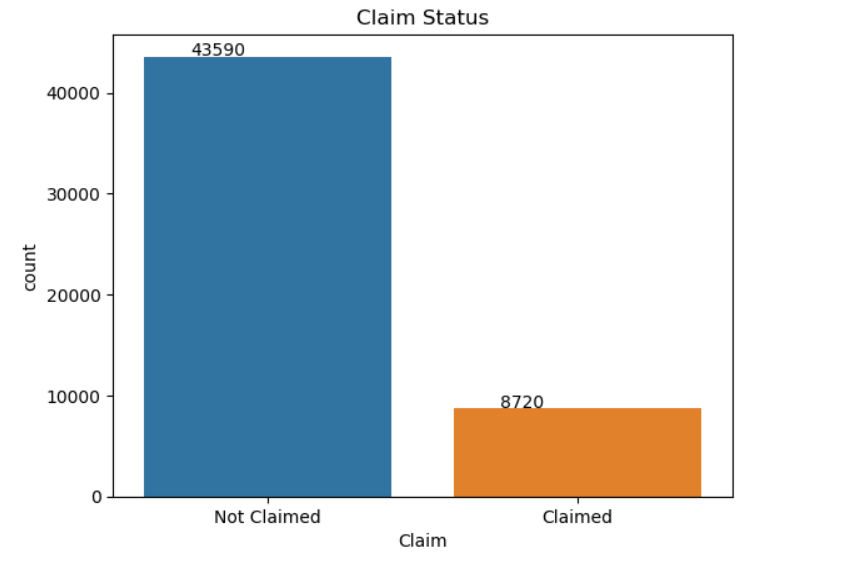 Claim Status
43590
40000
30000
count
20000
8720
10000
0
Not Claimed
Claimed
Claim